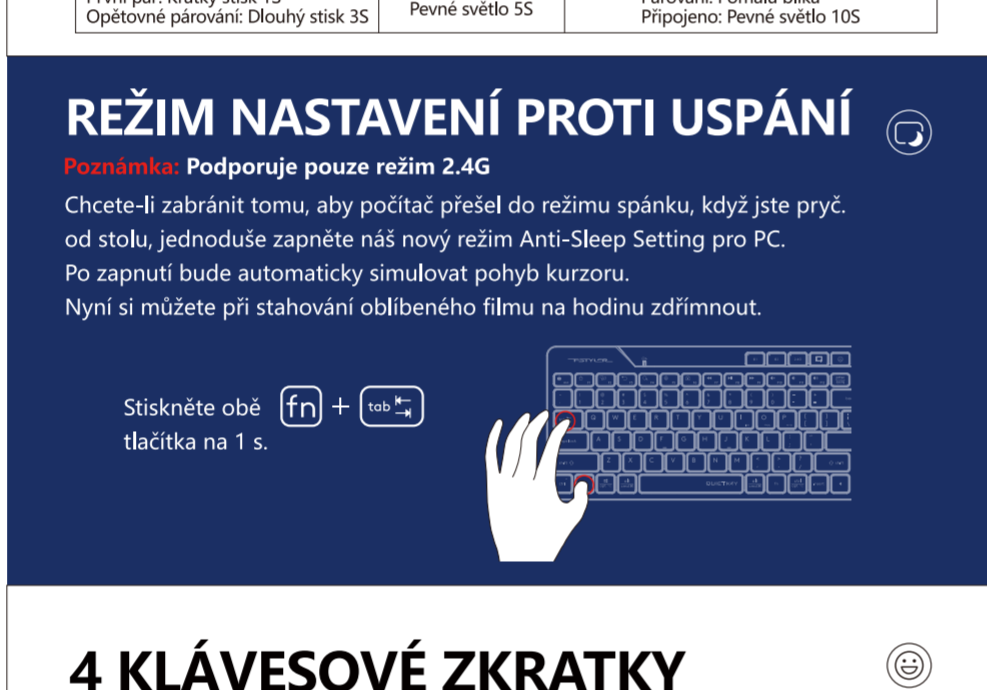 Opětovné párování: Dlouhý stisk 3S
Pevné světlo 5S
Připojeno: Pevné světlo 10S
REŽIM NASTAVENÍ PROTI USPÁNÍ
Poznámka: Podporuje pouze režim 2.4G
Chcete-li zabránit tomu, aby počítač přešel do režimu spánku, když jste pryč.
od stolu, jednoduše zapněte náš nový režim Anti-Sleep Setting pro PC.
Po zapnutí bude automaticky simulovat pohyb kurzoru.
Nyní si můžete při stahování oblíbeného filmu na hodinu zdřímnout.
Stiskněte obě fn + tab
tlačítka na 1 s.
4 KLÁVESOVÉ ZKRATKY